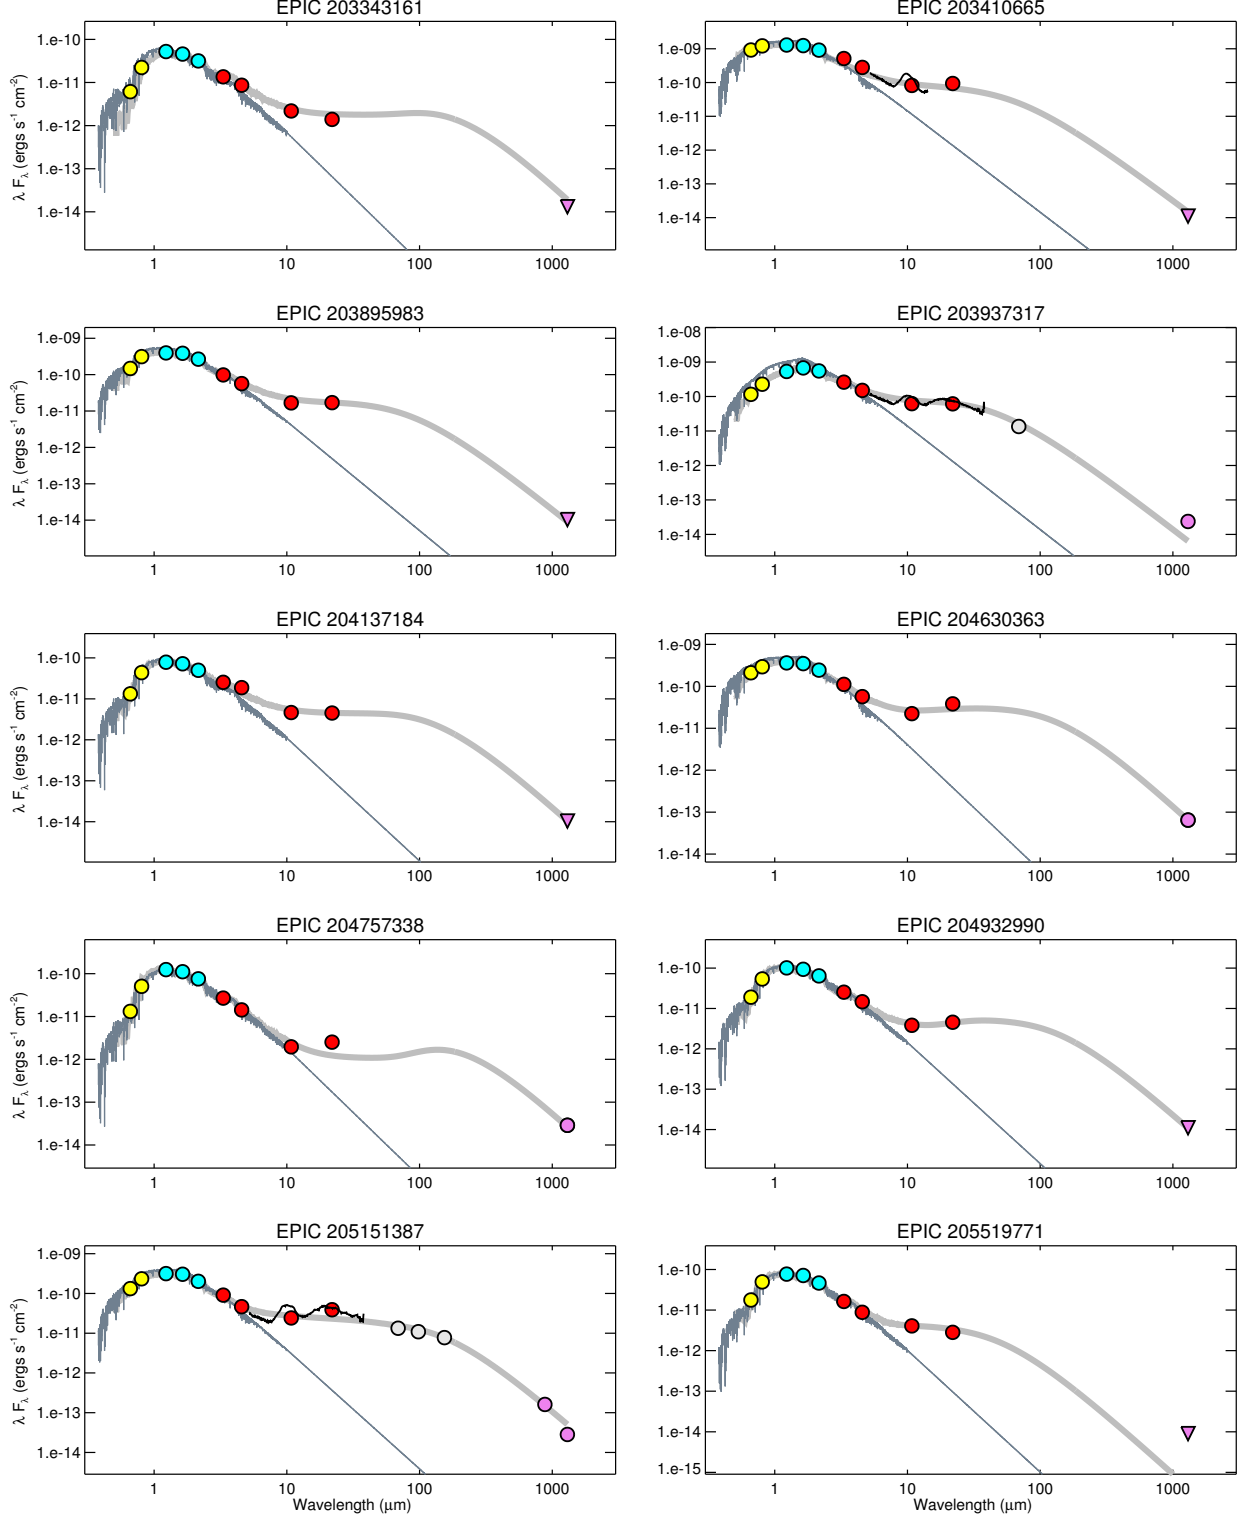 EPIC 203343161
EPIC 203410665
λ Fλ (ergs s⁻¹ cm⁻²)
1.e-10
1.e-11
1.e-12
1.e-13
1.e-14
1
10
100
1000
1.e-09
1.e-10
1.e-11
1.e-12
1.e-13
1.e-14
1
10
100
1000
EPIC 203895983
EPIC 203937317
λ Fλ (ergs s⁻¹ cm⁻²)
1.e-09
1.e-10
1.e-11
1.e-12
1.e-13
1.e-14
1
10
100
1000
1.e-08
1.e-09
1.e-10
1.e-11
1.e-12
1.e-13
1.e-14
1
10
100
1000
EPIC 204137184
EPIC 204630363
λ Fλ (ergs s⁻¹ cm⁻²)
1.e-10
1.e-11
1.e-12
1.e-13
1.e-14
1
10
100
1000
1.e-09
1.e-10
1.e-11
1.e-12
1.e-13
1.e-14
1
10
100
1000
EPIC 204757338
EPIC 204932990
λ Fλ (ergs s⁻¹ cm⁻²)
1.e-10
1.e-11
1.e-12
1.e-13
1.e-14
1
10
100
1000
1.e-10
1.e-11
1.e-12
1.e-13
1.e-14
1
10
100
1000
EPIC 205151387
EPIC 205519771
λ Fλ (ergs s⁻¹ cm⁻²)
1.e-09
1.e-10
1.e-11
1.e-12
1.e-13
1.e-14
1
10
100
1000
Wavelength (μm)
1.e-10
1.e-11
1.e-12
1.e-13
1.e-14
1.e-15
1
10
100
1000
Wavelength (μm)